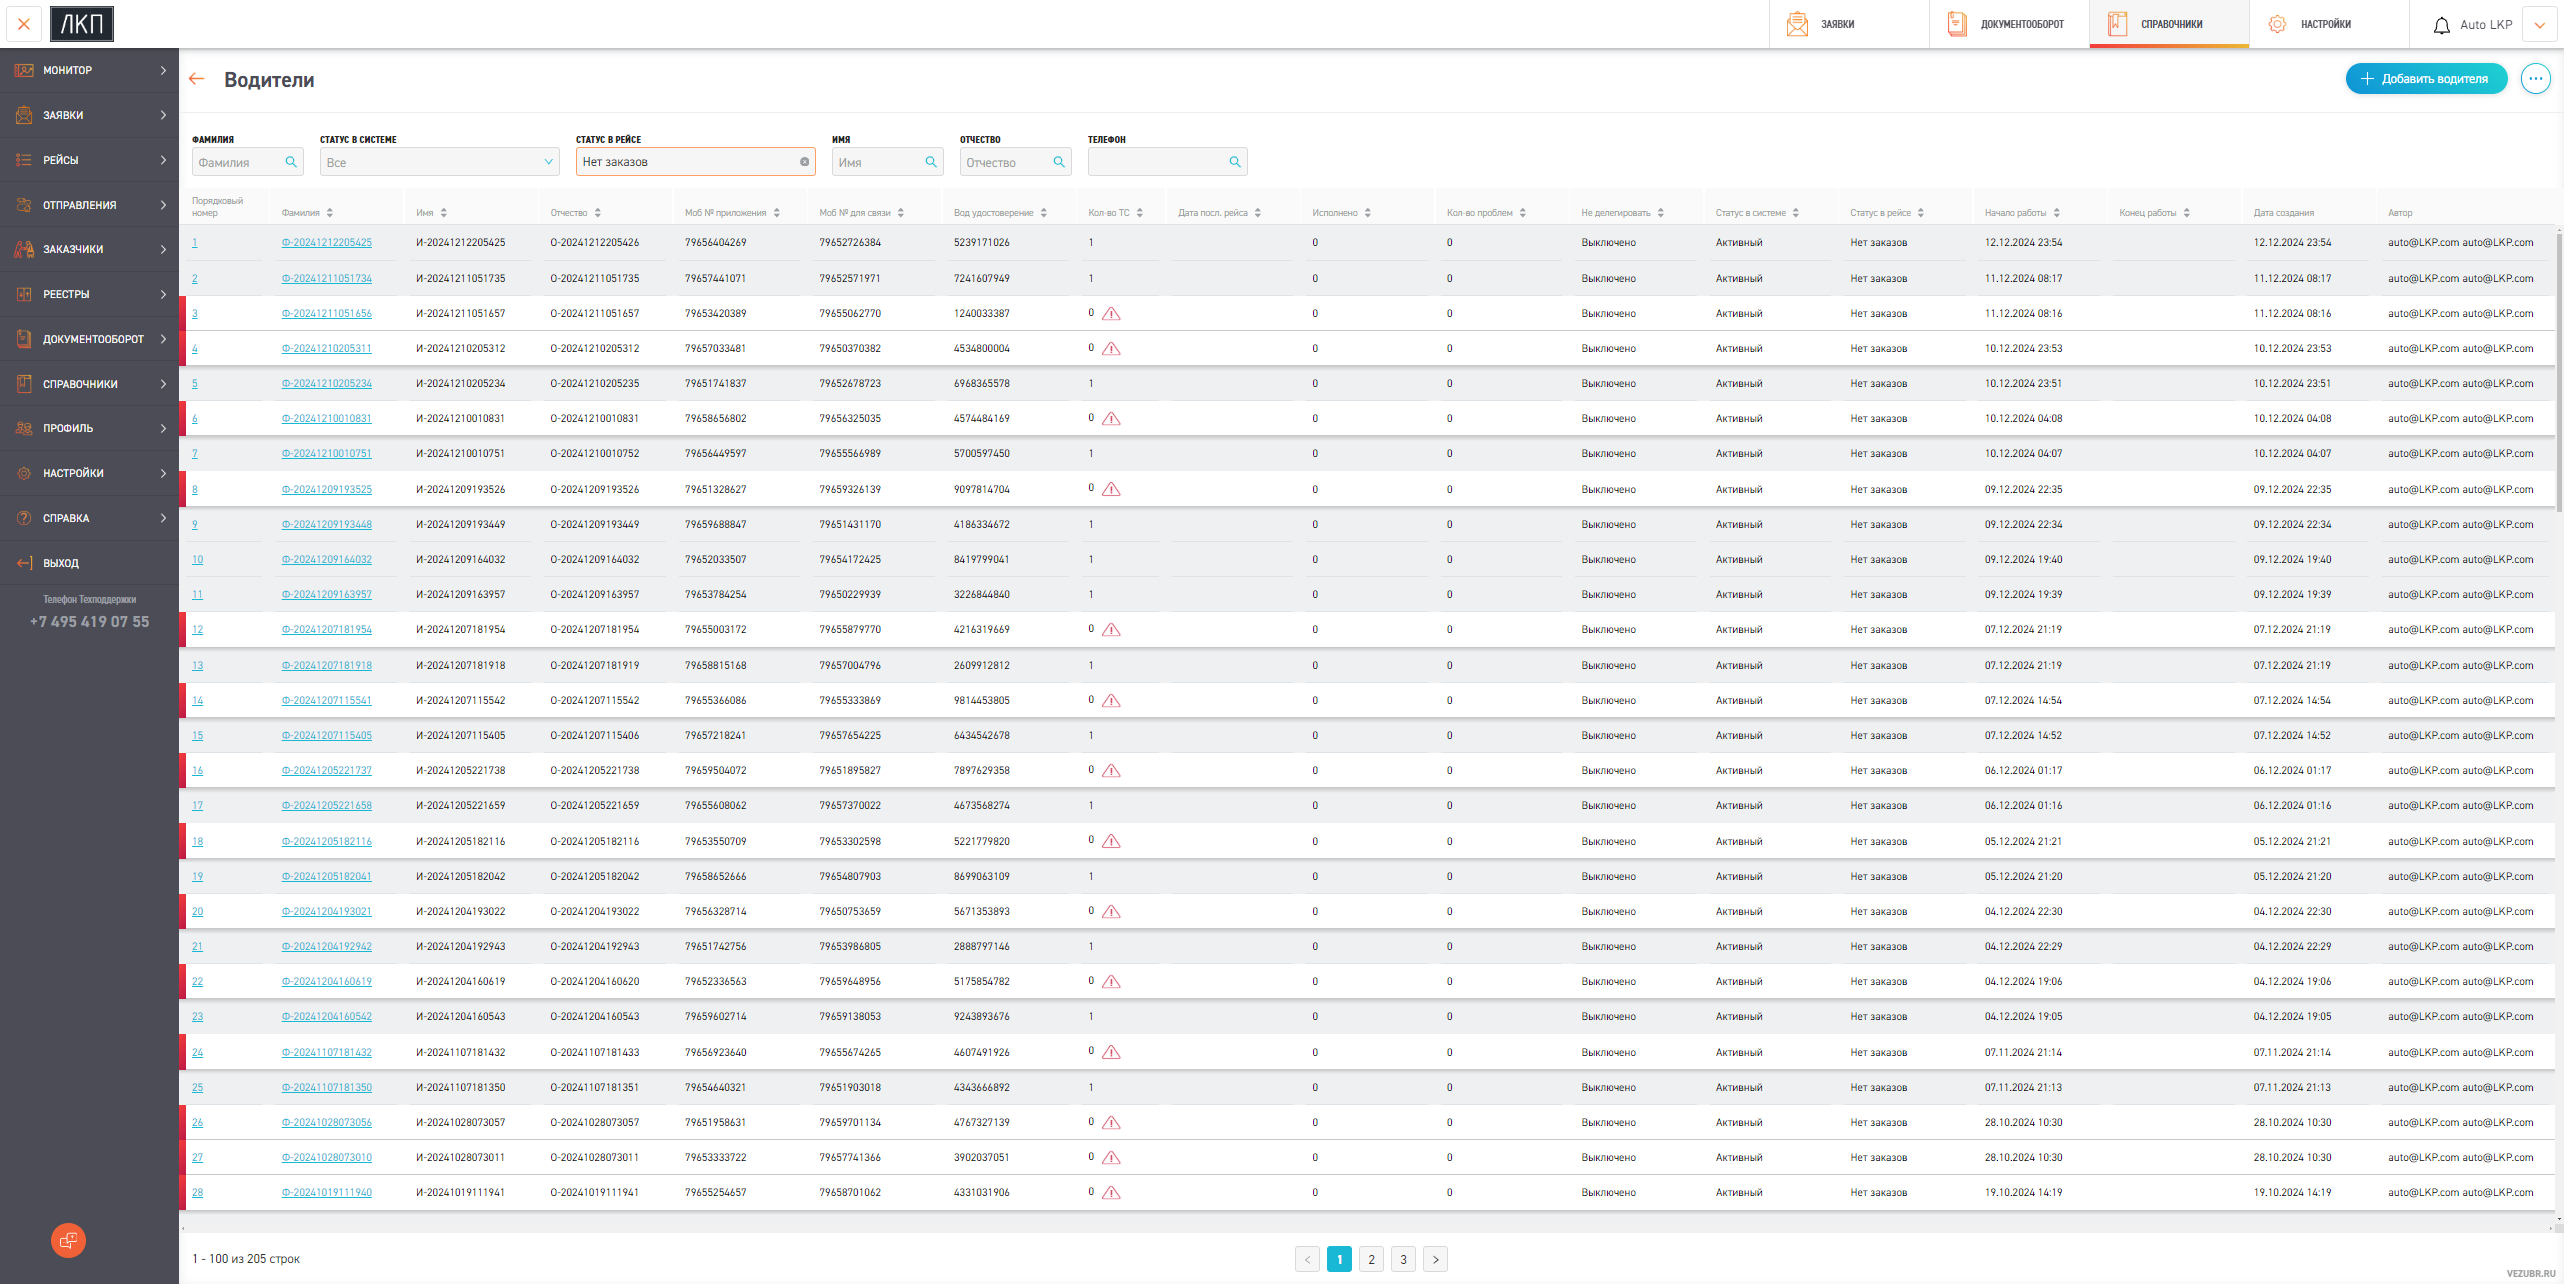 ЛКП
ЗАЯВКИ
ДОКУМЕНТООБОРОТ
СПРАВОЧНИКИ
НАСТРОЙКИ
Auto LKP
МОНИТОР
ЗАЯВКИ
РЕЙСЫ
ОТПРАВЛЕНИЯ
ЗАКАЗЧИКИ
РЕЕСТРЫ
ДОКУМЕНТООБОРОТ
СПРАВОЧНИКИ
ПРОФИЛЬ
НАСТРОЙКИ
СПРАВКА
ВЫХОД
Телефон Техподдержки
+7 495 419 07 55
Водители
Добавить водителя
ФАМИЛИЯ СТАТУС В СИСТЕМЕ СТАТУС В РЕЙСЕ ИМЯ ОТЧЕСТВО ТЕЛЕФОН
Фамилия Все Нет заказов Имя Отчество
Порядковый номер Фамилия Имя Отчество Моб № приложения Моб № для связи Вод удостоверение Кол-во ТС Дата посл. рейса Исполнено Кол-во проблем Не делегировать Статус в системе Статус в рейсе Начало работы Конец работы Дата создания Автор
1 Ф-20241212205425 И-20241212205425 О-20241212205426 79656404269 79652726384 5239171026 1 0 0 Выключено Активный Нет заказов 12.12.2024 23:54 12.12.2024 23:54 auto@LKP.com auto@LKP.com
2 Ф-20241211051734 И-20241211051735 О-20241211051735 79657441071 79652571971 7241607949 1 0 0 Выключено Активный Нет заказов 11.12.2024 08:17 11.12.2024 08:17 auto@LKP.com auto@LKP.com
3 Ф-20241211051656 И-20241211051657 О-20241211051657 79653420389 79655062770 1240033387 0 0 0 Выключено Активный Нет заказов 11.12.2024 08:16 11.12.2024 08:16 auto@LKP.com auto@LKP.com
4 Ф-20241210205311 И-20241210205312 О-20241210205312 79657033481 79650370382 4534800004 0 0 0 Выключено Активный Нет заказов 10.12.2024 23:53 10.12.2024 23:53 auto@LKP.com auto@LKP.com
5 Ф-20241210205234 И-20241210205234 О-20241210205235 79651741837 79652678723 6968365578 1 0 0 Выключено Активный Нет заказов 10.12.2024 23:51 10.12.2024 23:51 auto@LKP.com auto@LKP.com
6 Ф-20241210010831 И-20241210010831 О-20241210010831 79658656802 79656325035 4574484169 0 0 0 Выключено Активный Нет заказов 10.12.2024 04:08 10.12.2024 04:08 auto@LKP.com auto@LKP.com
7 Ф-20241210010751 И-20241210010751 О-20241210010752 79656449597 79655566989 5700597450 1 0 0 Выключено Активный Нет заказов 10.12.2024 04:07 10.12.2024 04:07 auto@LKP.com auto@LKP.com
8 Ф-20241209193525 И-20241209193526 О-20241209193526 79651328627 79659326139 9097814704 0 0 0 Выключено Активный Нет заказов 09.12.2024 22:35 09.12.2024 22:35 auto@LKP.com auto@LKP.com
9 Ф-20241209193448 И-20241209193449 О-20241209193449 79659688847 79651431170 4186334672 1 0 0 Выключено Активный Нет заказов 09.12.2024 22:34 09.12.2024 22:34 auto@LKP.com auto@LKP.com
10 Ф-20241209164032 И-20241209164032 О-20241209164032 79652033507 79654172425 8419799041 1 0 0 Выключено Активный Нет заказов 09.12.2024 19:40 09.12.2024 19:40 auto@LKP.com auto@LKP.com
11 Ф-20241209163957 И-20241209163957 О-20241209163957 79653784254 79650229939 3226844840 1 0 0 Выключено Активный Нет заказов 09.12.2024 19:39 09.12.2024 19:39 auto@LKP.com auto@LKP.com
12 Ф-20241207181954 И-20241207181954 О-20241207181954 79655003172 79655879770 4216319669 0 0 0 Выключено Активный Нет заказов 07.12.2024 21:19 07.12.2024 21:19 auto@LKP.com auto@LKP.com
13 Ф-20241207181918 И-20241207181918 О-20241207181919 79658815168 79657004796 2609912812 1 0 0 Выключено Активный Нет заказов 07.12.2024 21:19 07.12.2024 21:19 auto@LKP.com auto@LKP.com
14 Ф-20241207115541 И-20241207115542 О-20241207115542 79655366086 79655333869 9814453805 0 0 0 Выключено Активный Нет заказов 07.12.2024 14:54 07.12.2024 14:54 auto@LKP.com auto@LKP.com
15 Ф-20241207115405 И-20241207115405 О-20241207115406 79657218241 79657654225 6434542678 1 0 0 Выключено Активный Нет заказов 07.12.2024 14:52 07.12.2024 14:52 auto@LKP.com auto@LKP.com
16 Ф-20241205221737 И-20241205221738 О-20241205221738 79659504072 79651895827 7897629358 0 0 0 Выключено Активный Нет заказов 06.12.2024 01:17 06.12.2024 01:17 auto@LKP.com auto@LKP.com
17 Ф-20241205221658 И-20241205221659 О-20241205221659 79655608062 79657370022 4673568274 1 0 0 Выключено Активный Нет заказов 06.12.2024 01:16 06.12.2024 01:16 auto@LKP.com auto@LKP.com
18 Ф-20241205182116 И-20241205182116 О-20241205182116 79653550709 79653302598 5221779820 0 0 0 Выключено Активный Нет заказов 05.12.2024 21:21 05.12.2024 21:21 auto@LKP.com auto@LKP.com
19 Ф-20241205182041 И-20241205182042 О-20241205182042 79658652666 79654807903 8699063109 1 0 0 Выключено Активный Нет заказов 05.12.2024 21:20 05.12.2024 21:20 auto@LKP.com auto@LKP.com
20 Ф-20241204193021 И-20241204193022 О-20241204193022 79656328714 79650753659 5671353893 0 0 0 Выключено Активный Нет заказов 04.12.2024 22:30 04.12.2024 22:30 auto@LKP.com auto@LKP.com
21 Ф-20241204192942 И-20241204192943 О-20241204192943 79651742756 79653986805 2888797146 1 0 0 Выключено Активный Нет заказов 04.12.2024 22:29 04.12.2024 22:29 auto@LKP.com auto@LKP.com
22 Ф-20241204160619 И-20241204160619 О-20241204160620 79652336563 79659648956 5175854782 0 0 0 Выключено Активный Нет заказов 04.12.2024 19:06 04.12.2024 19:06 auto@LKP.com auto@LKP.com
23 Ф-20241204160542 И-20241204160543 О-20241204160543 79659602714 79659138053 9243893676 1 0 0 Выключено Активный Нет заказов 04.12.2024 19:05 04.12.2024 19:05 auto@LKP.com auto@LKP.com
24 Ф-20241107181432 И-20241107181432 О-20241107181433 79656923640 79655674265 4607491926 0 0 0 Выключено Активный Нет заказов 07.11.2024 21:14 07.11.2024 21:14 auto@LKP.com auto@LKP.com
25 Ф-20241107181350 И-20241107181350 О-20241107181351 79654640321 79651903018 4343666892 1 0 0 Выключено Активный Нет заказов 07.11.2024 21:13 07.11.2024 21:13 auto@LKP.com auto@LKP.com
26 Ф-20241028073056 И-20241028073057 О-20241028073057 79651958631 79659701134 4767327139 0 0 0 Выключено Активный Нет заказов 28.10.2024 10:30 28.10.2024 10:30 auto@LKP.com auto@LKP.com
27 Ф-20241028073010 И-20241028073011 О-20241028073011 79653333722 79657741366 3902037051 0 0 0 Выключено Активный Нет заказов 28.10.2024 10:30 28.10.2024 10:30 auto@LKP.com auto@LKP.com
28 Ф-20241019111940 И-20241019111941 О-20241019111941 79655254657 79658701062 4331031906 0 0 0 Выключено Активный Нет заказов 19.10.2024 14:19 19.10.2024 14:19 auto@LKP.com auto@LKP.com
1 - 100 из 205 строк
< 1 2 3 >
VEZUBR.RU